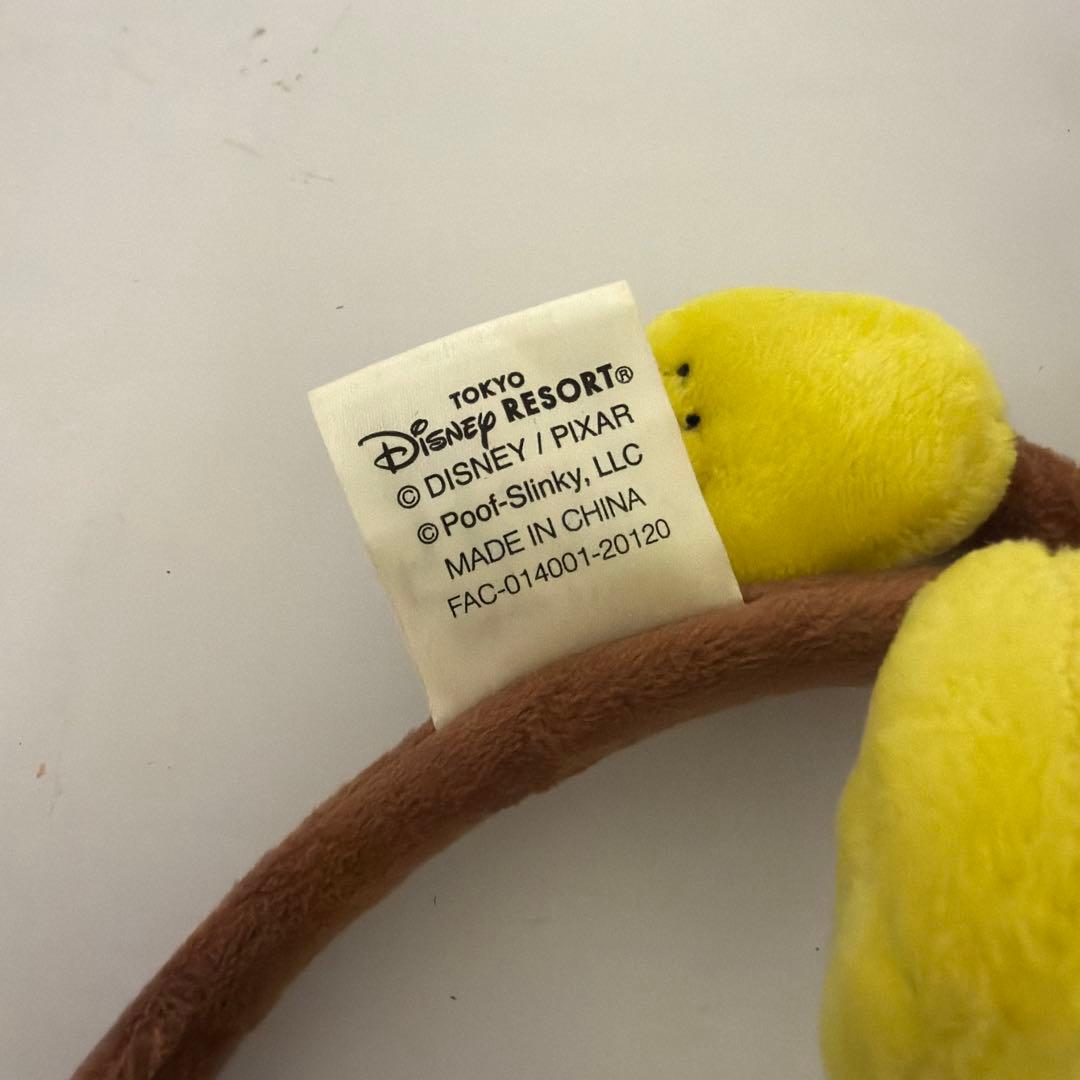 TOKYO
DISNEY RESORT®
© DISNEY / PIXAR
© Poof-Slinky, LLC
MADE IN CHINA
FAC-014001-20120